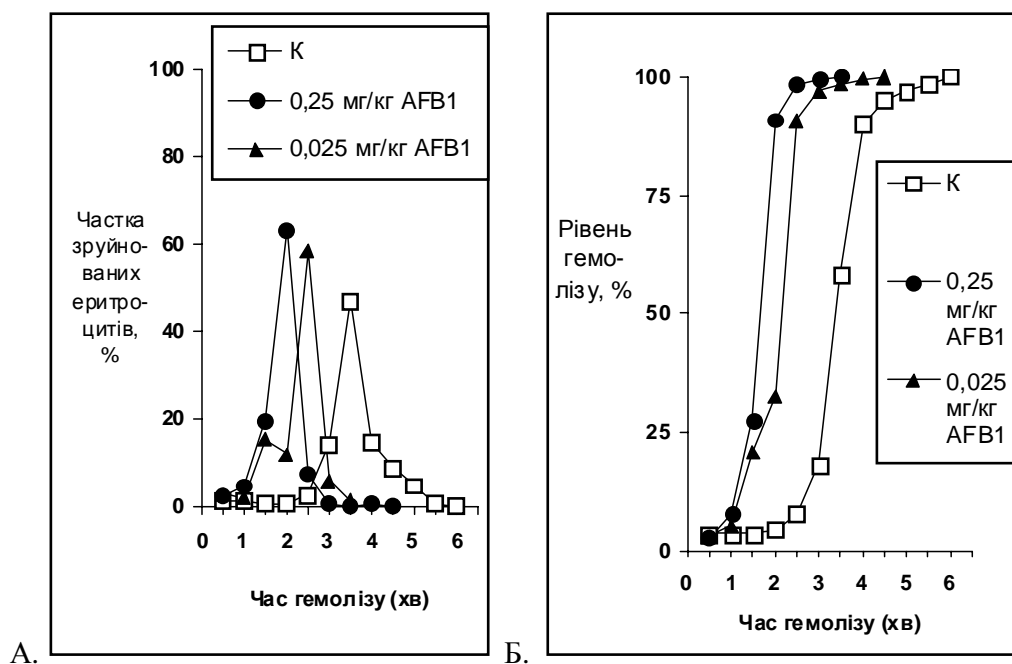 К
0,25 мг/кг AFB1
0,025 мг/кг AFB1
100
80
60
40
20
0
Частка
зруйно-
ваних
еритро-
цитів,
%
0 1 2 3 4 5 6
Час гемолізу (хв)
А.
100
75
50
25
0
Рівень
гемо-
лізу, %
К
0,25
мг/кг
AFB1
0,025
мг/кг
AFB1
0 1 2 3 4 5 6
Час гемолізу (хв)
Б.